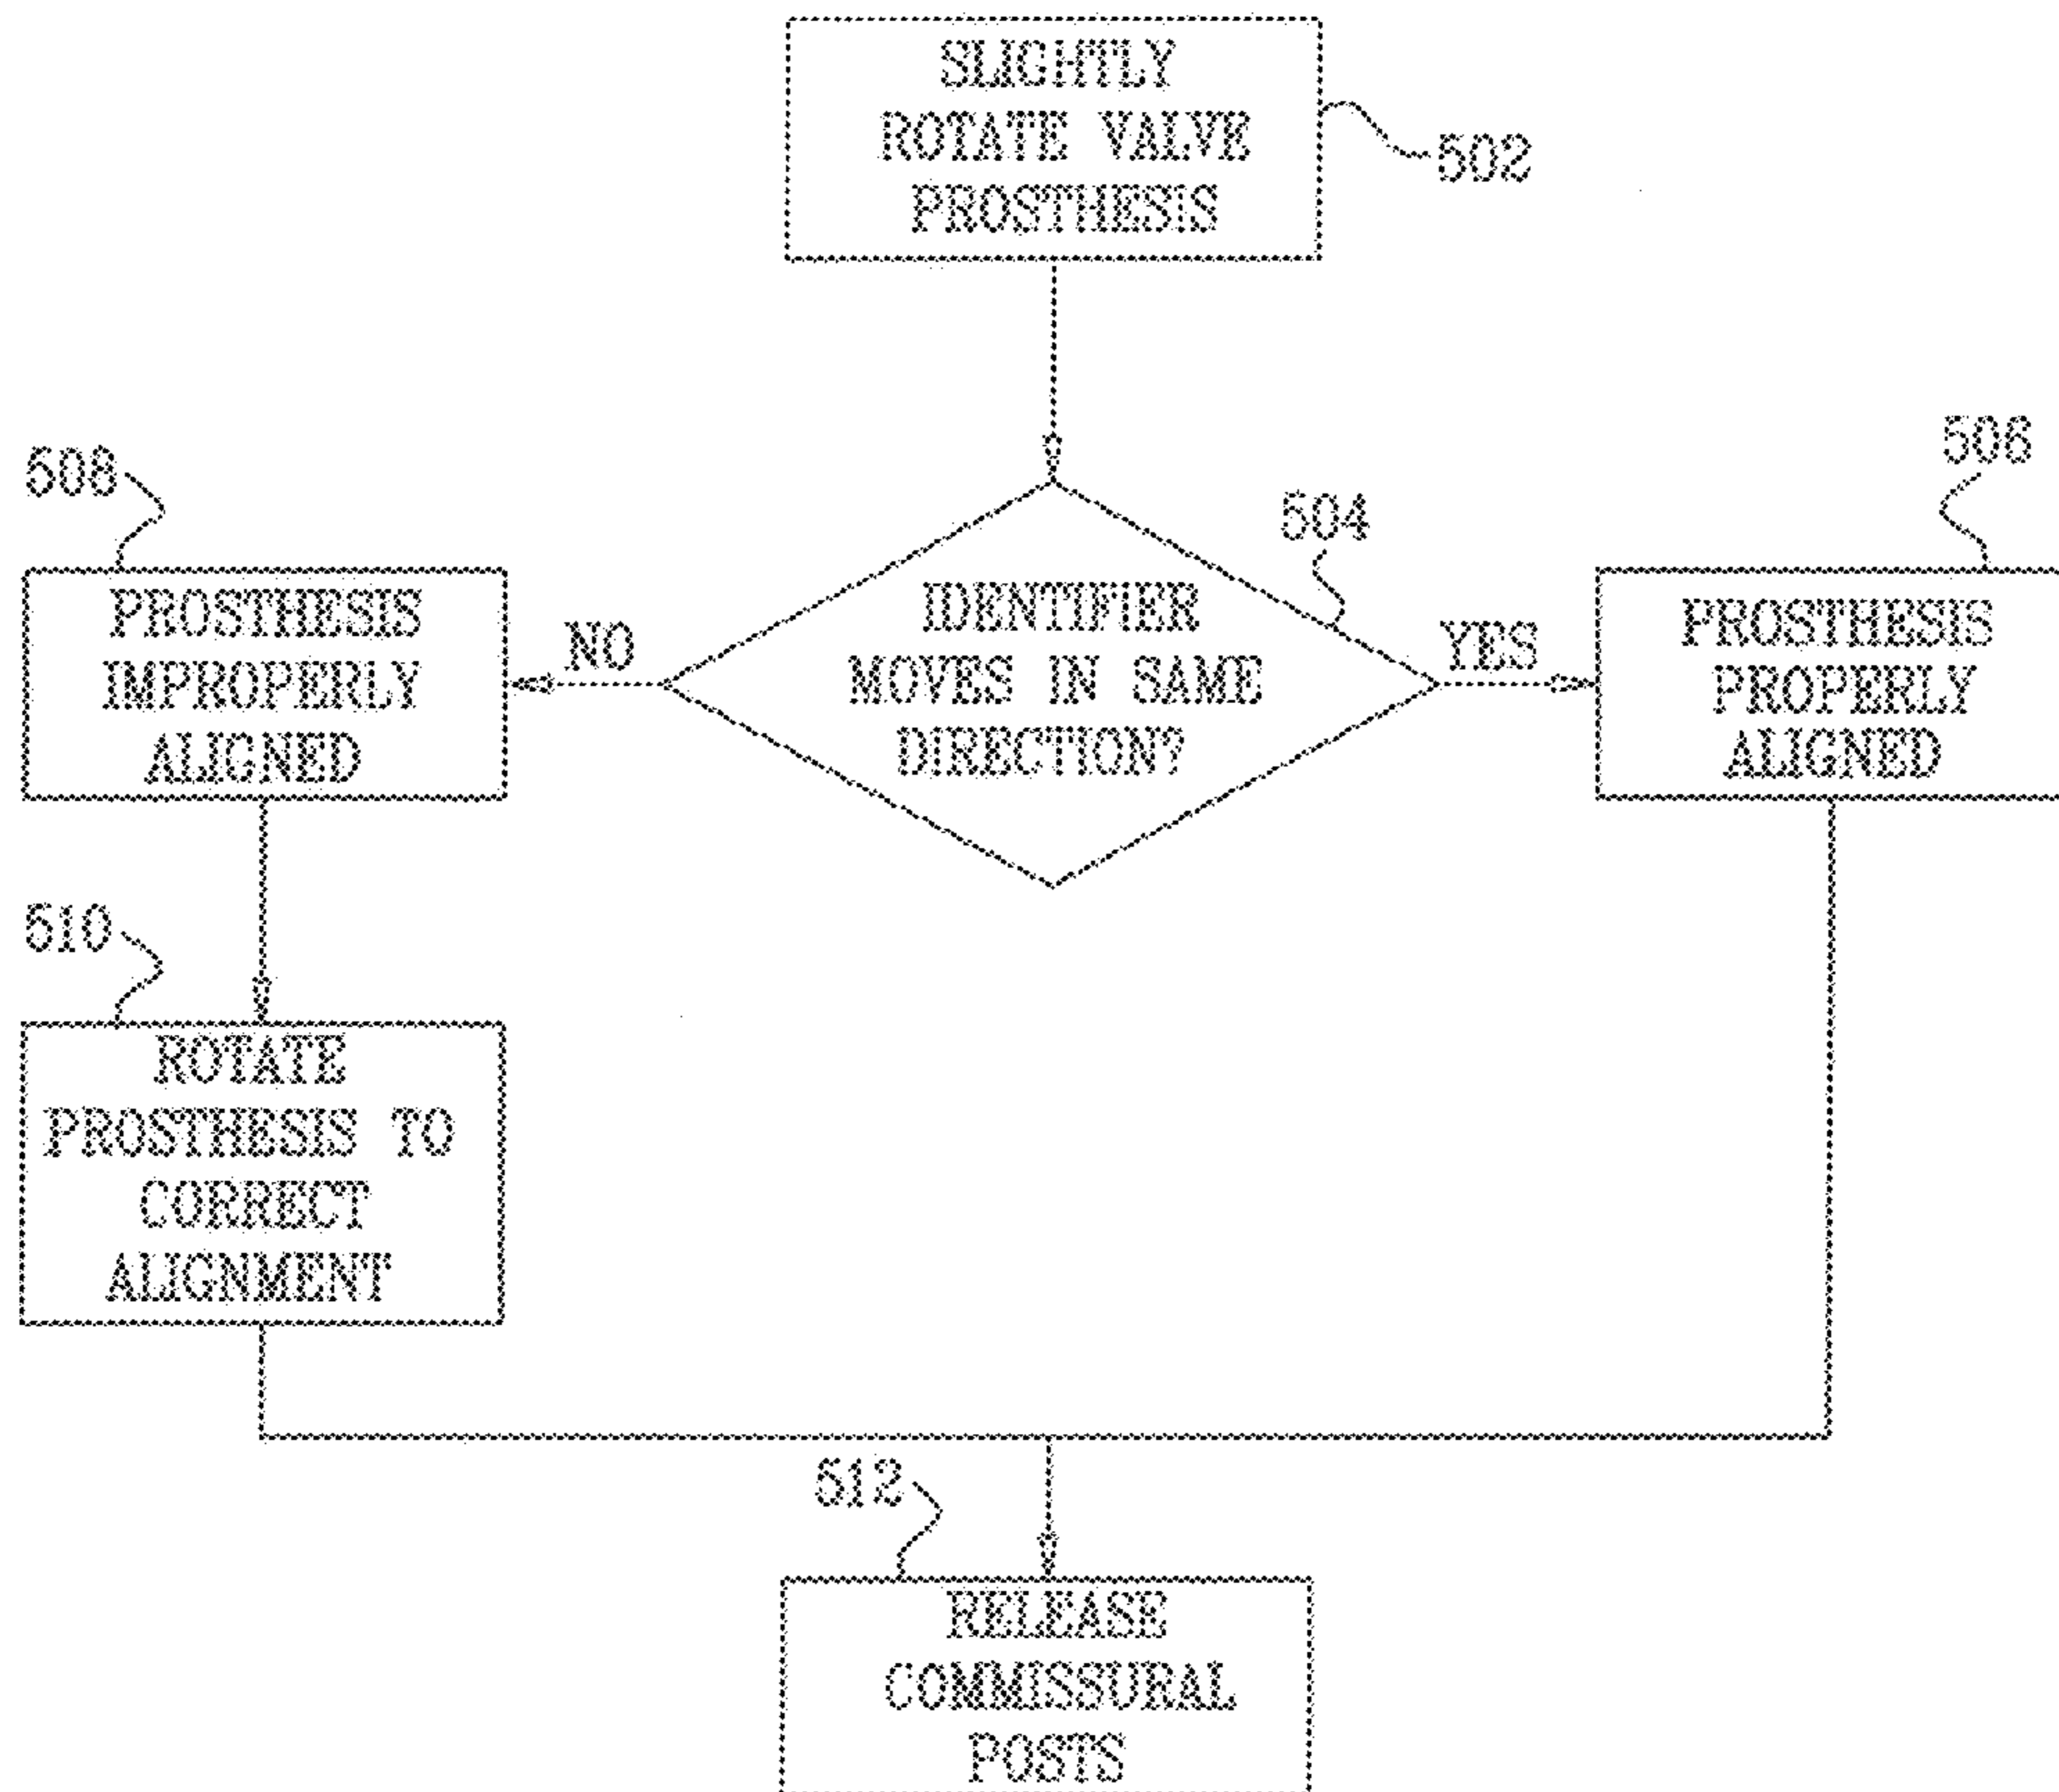 SLIGHTLY
ROTATE VALVE
PROSTHESIS
502
508
506
504
PROSTHESIS
IMPROPERLY
ALIGNED
NO
IDENTIFIER
MOVES IN SAME
DIRECTION?
YES
PROSTHESIS
PROPERLY
ALIGNED
510
ROTATE
PROSTHESIS TO
CORRECT
ALIGNMENT
512
RELEASE
COMMISSURAL
POSTS